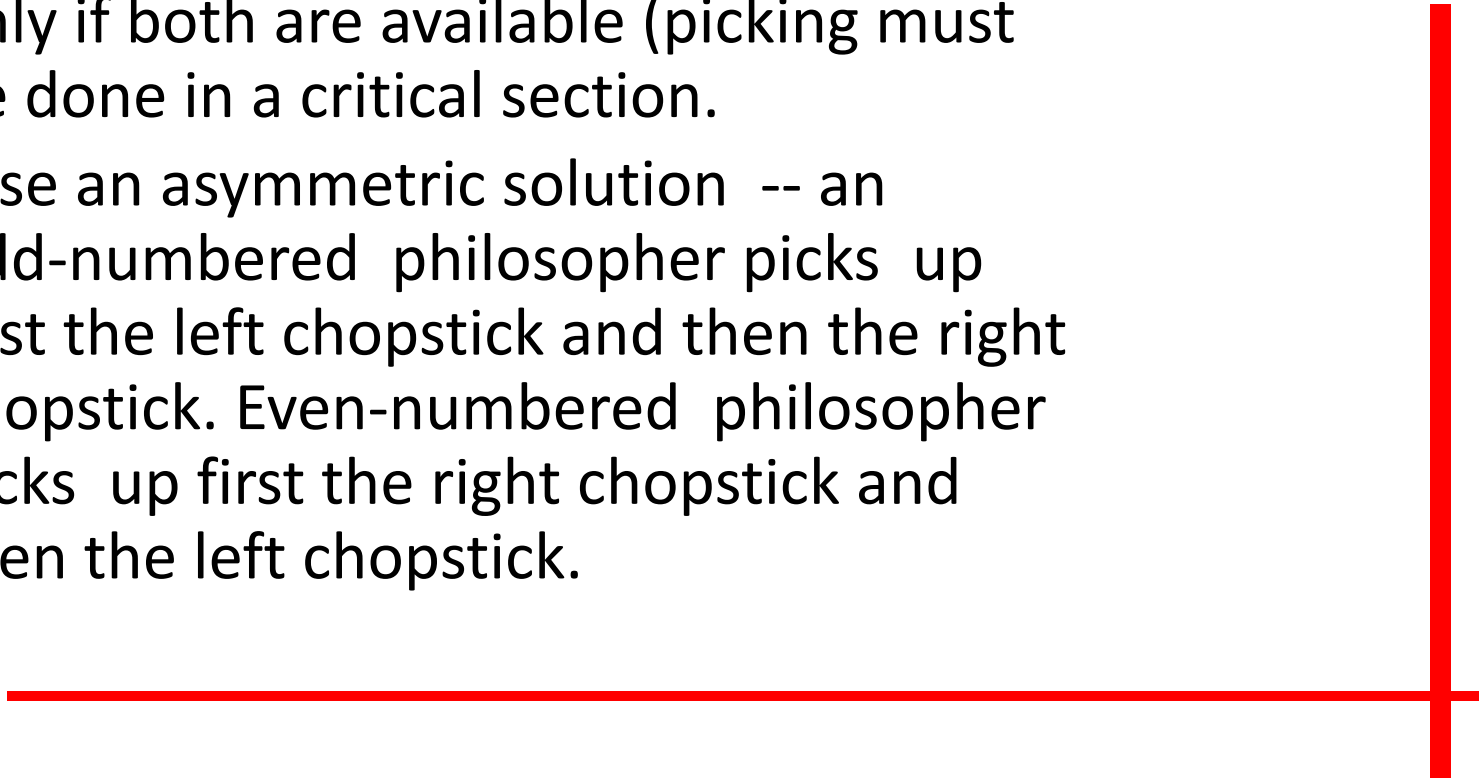 nly if both are available (picking must
e done in a critical section.
se an asymmetric solution  -- an
dd-numbered  philosopher picks  up
st the left chopstick and then the right
opstick. Even-numbered  philosopher
cks  up first the right chopstick and
en the left chopstick.